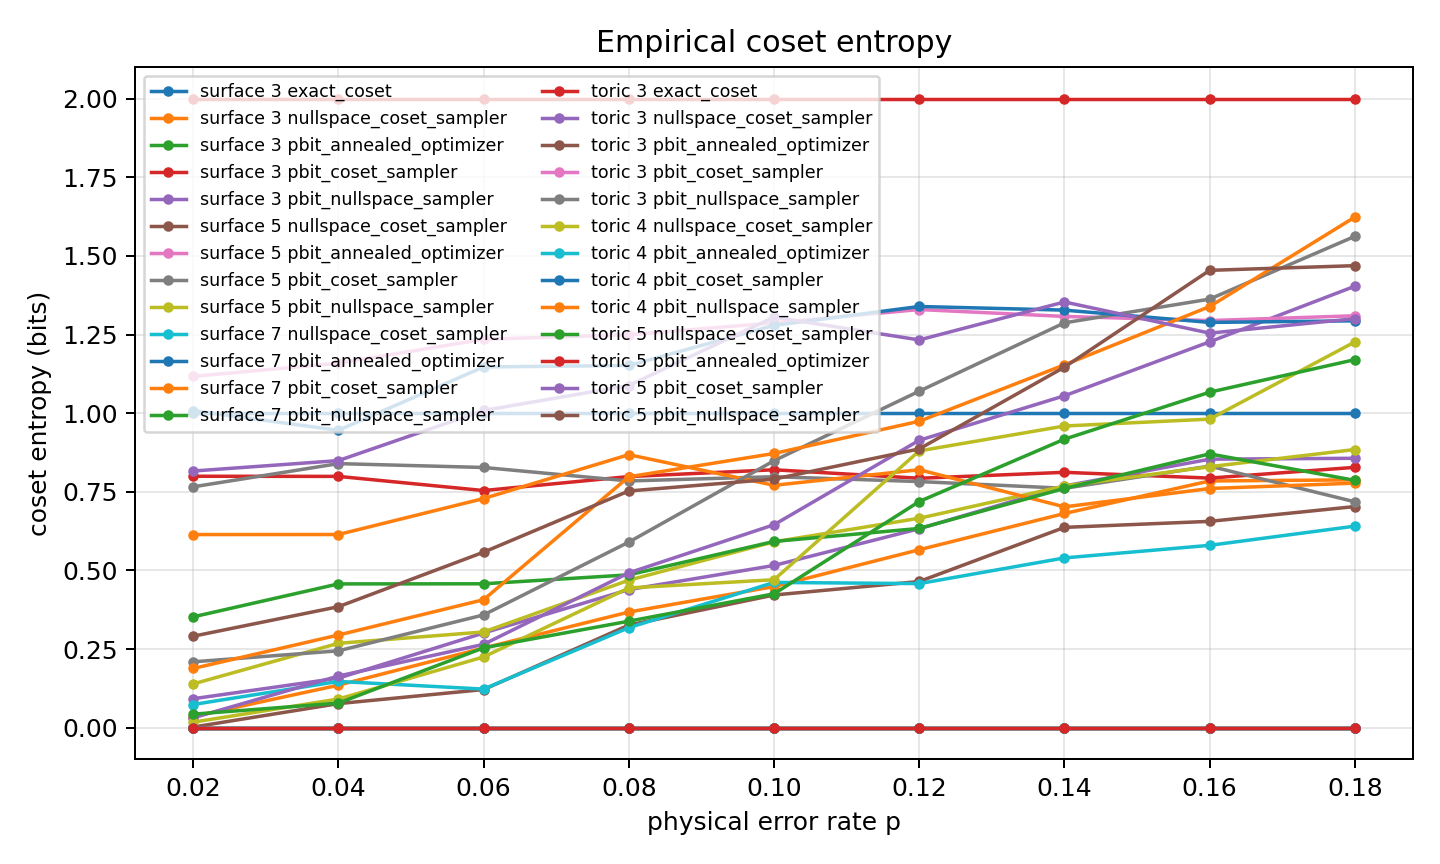 Empirical coset entropy
coset entropy (bits)
2.00
1.75
1.50
1.25
1.00
0.75
0.50
0.25
0.00
surface 3 exact_coset
surface 3 nullspace_coset_sampler
surface 3 pbit_annealed_optimizer
surface 3 pbit_coset_sampler
surface 3 pbit_nullspace_sampler
surface 5 nullspace_coset_sampler
surface 5 pbit_annealed_optimizer
surface 5 pbit_coset_sampler
surface 5 pbit_nullspace_sampler
surface 7 nullspace_coset_sampler
surface 7 pbit_annealed_optimizer
surface 7 pbit_coset_sampler
surface 7 pbit_nullspace_sampler
toric 3 exact_coset
toric 3 nullspace_coset_sampler
toric 3 pbit_annealed_optimizer
toric 3 pbit_coset_sampler
toric 3 pbit_nullspace_sampler
toric 4 nullspace_coset_sampler
toric 4 pbit_annealed_optimizer
toric 4 pbit_coset_sampler
toric 4 pbit_nullspace_sampler
toric 5 nullspace_coset_sampler
toric 5 pbit_annealed_optimizer
toric 5 pbit_coset_sampler
toric 5 pbit_nullspace_sampler
0.02 0.04 0.06 0.08 0.10 0.12 0.14 0.16 0.18
physical error rate p